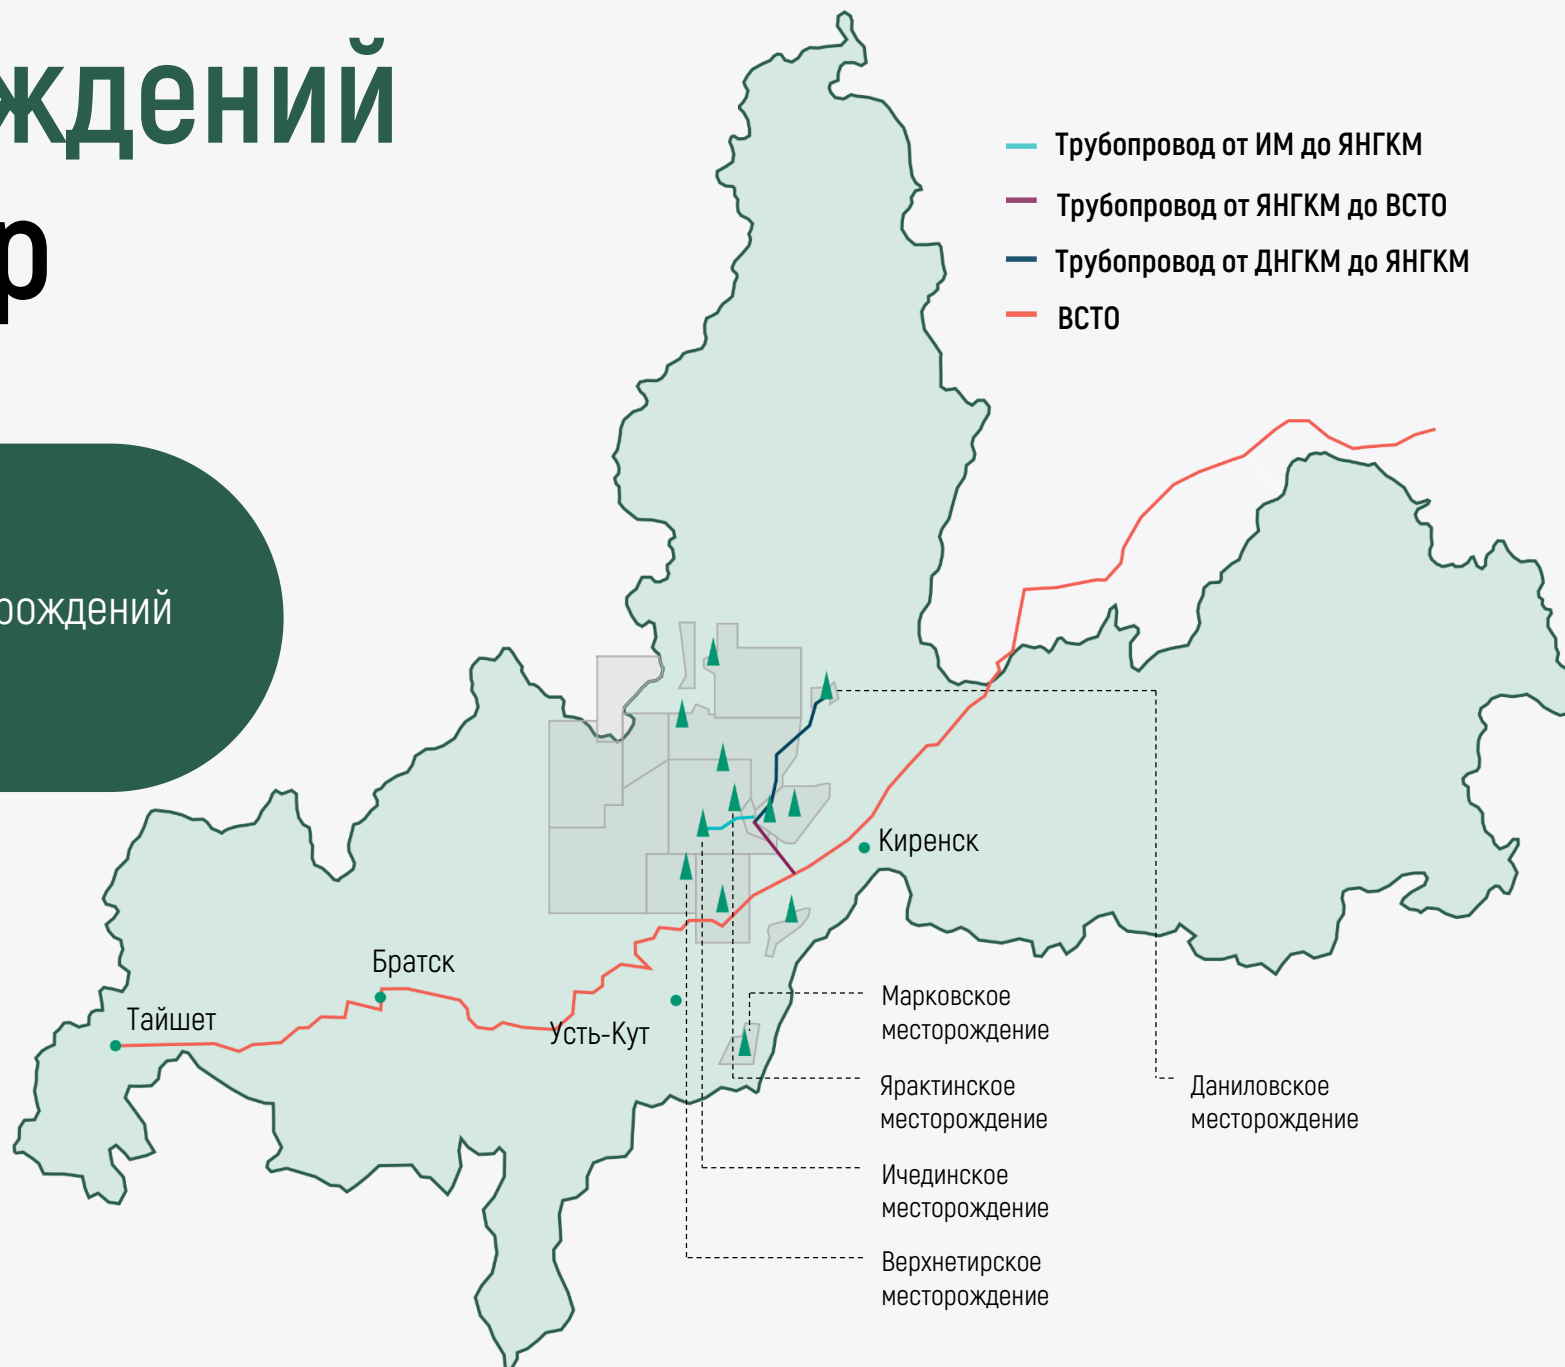 ждений
р
рождений
Трубопровод от ИМ до ЯНГКМ
Трубопровод от ЯНГКМ до ВСТО
Трубопровод от ДНГКМ до ЯНГКМ
ВСТО
Киренск
Братск
Тайшет
Усть-Кут
Марковское
месторождение
Ярактинское
месторождение
Даниловское
месторождение
Ичединское
месторождение
Верхнетирское
месторождение